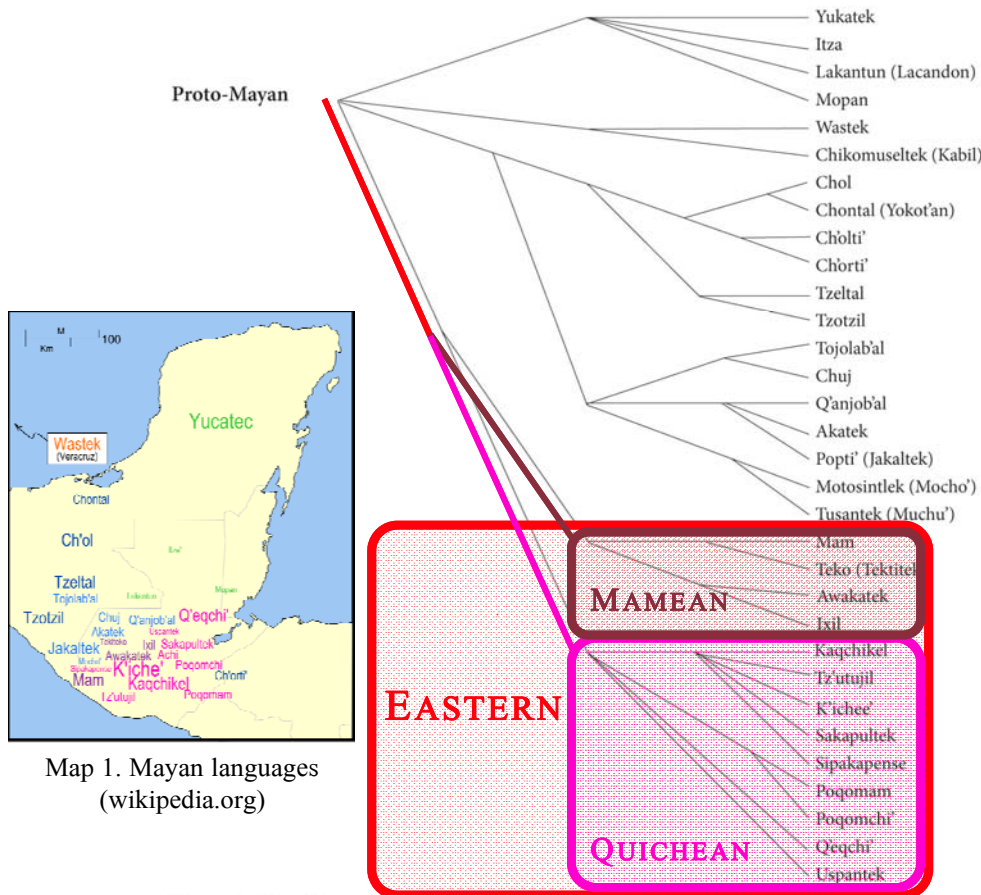 Proto-Mayan
Yukatek
Itza
Lakantun (Lacandon)
Mopan
Wastek
Chikomuseltek (Kabil)
Chol
Chontal (Yokot'an)
Ch'olti'
Ch'orti'
Tzeltal
Tzotzil
Tojolab'al
Chuj
Q'anjob'al
Akatek
Popti' (Jakaltek)
Motosintlek (Mocho')
Tusantek (Muchu')
Mam
Teko (Tektitek
Awakatek
Ixil
Kaqchikel
Tz'utujil
K'ichee'
Sakapultek
Sipakapense
Poqomam
Poqomchi'
Q'eqchi'
Uspantek
EASTERN
MAMEAN
QUICHEAN
M
Km 100
Yucatec
Wastek
(Veracruz)
Chontal
Ch'ol
Tzeltal
Tojolab'al
Tzotzil
Mopan
Q'eqchi'
Chuj
Q'anjob'al
Akatek
Uspantek
Jakaltek
Ixil
Sakapultek
Awakatek
Achi
Sipakapense
K'iche'
Poqomchi
Mam
Kaqchikel
Ch'orti'
Tz'utujil
Poqomam
Map 1. Mayan languages
(wikipedia.org)